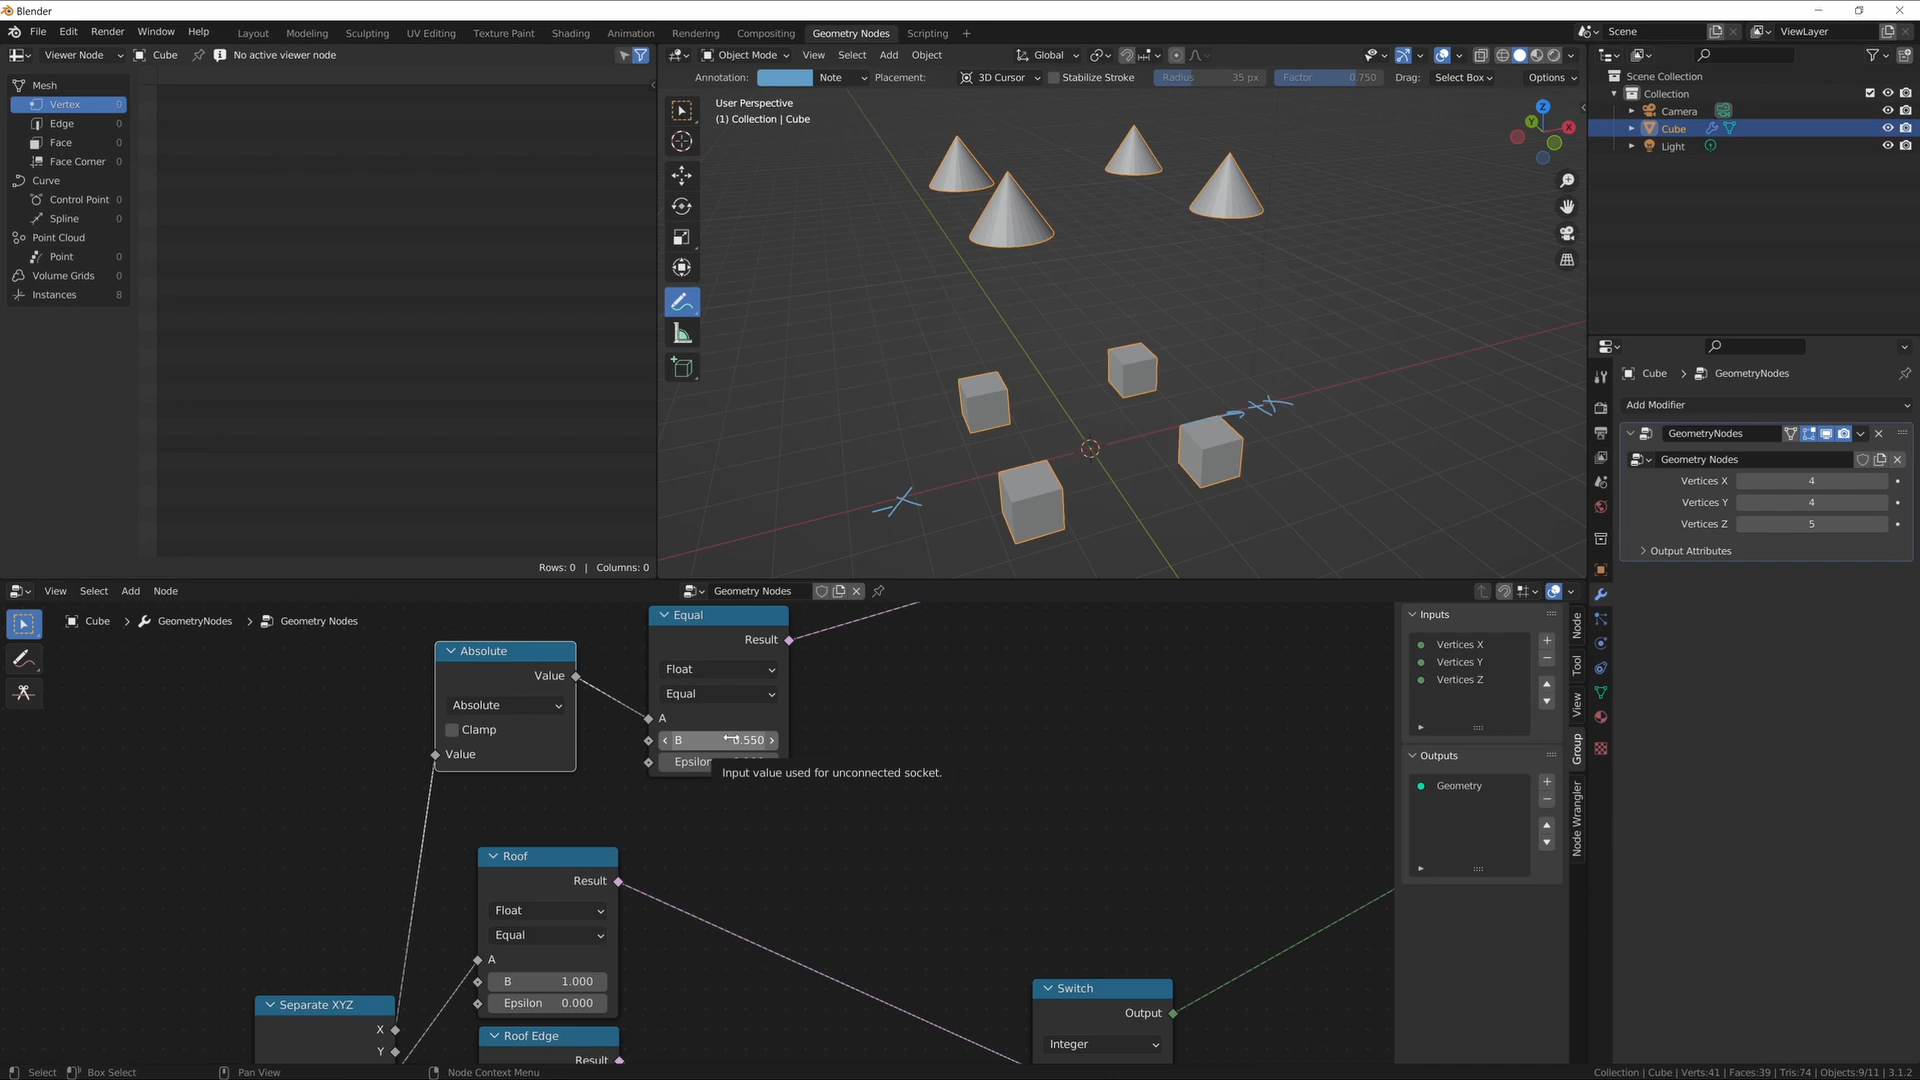 Blender
File Edit Render Window Help
Layout Modeling Sculpting UV Editing Texture Paint Shading Animation Rendering Compositing Geometry Nodes Scripting +
Scene
ViewLayer
Viewer Node
Cube
No active viewer node
Object Mode View Select Add Object
Global
Annotation: Note Placement: 3D Cursor Stabilize Stroke Radius 35 px Factor 0.750 Drag: Select Box Options
User Perspective
(1) Collection | Cube
Z
Y
X
Mesh
Vertex 0
Edge 0
Face 0
Face Corner 0
Curve
Control Point 0
Spline 0
Point Cloud
Point 0
Volume Grids 0
Instances 8
Rows: 0 | Columns: 0
Scene Collection
Collection
Camera
Cube
Light
Cube > GeometryNodes
Add Modifier
GeometryNodes
Geometry Nodes
Vertices X 4
Vertices Y 4
Vertices Z 5
Output Attributes
View Select Add Node
Geometry Nodes
Cube > GeometryNodes > Geometry Nodes
Absolute
Value
Absolute
Clamp
Value
Equal
Result
Float
Equal
A
B 0.550
Input value used for unconnected socket.
Roof
Result
Float
Equal
A
B 1.000
Epsilon 0.000
Roof Edge
Result
Separate XYZ
X
Y
Switch
Output
Integer
Inputs
Vertices X
Vertices Y
Vertices Z
Outputs
Geometry
Node
Tool
View
Group
Node Wrangler
Select Box Select Pan View Node Context Menu
Collection | Cube | Verts:41 | Faces:39 | Tris:74 | Objects:9/11 | 3.1.2